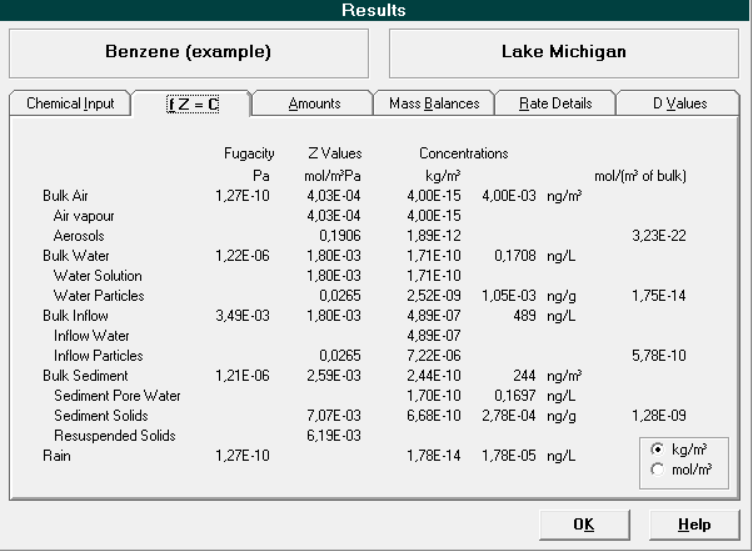 Results
Benzene (example)
Lake Michigan
Chemical Input
f Z = C
Amounts
Mass Balances
Rate Details
D Values
Fugacity Z Values Concentrations
Pa mol/m³Pa kg/m³ mol/(m³ of bulk)
Bulk Air 1,27E-10 4,03E-04 4,00E-15 4,00E-03 ng/m³
Air vapour 4,03E-04 4,00E-15
Aerosols 0,1906 1,89E-12 3,23E-22
Bulk Water 1,22E-06 1,80E-03 1,71E-10 0,1708 ng/L
Water Solution 1,80E-03 1,71E-10
Water Particles 0,0265 2,52E-09 1,05E-03 ng/g 1,75E-14
Bulk Inflow 3,49E-03 1,80E-03 4,89E-07 489 ng/L
Inflow Water 4,89E-07
Inflow Particles 0,0265 7,22E-06 5,78E-10
Bulk Sediment 1,21E-06 2,59E-03 2,44E-10 244 ng/m³
Sediment Pore Water 1,70E-10 0,1697 ng/L
Sediment Solids 7,07E-03 6,68E-10 2,78E-04 ng/g 1,28E-09
Resuspended Solids 6,19E-03
Rain 1,27E-10 1,78E-14 1,78E-05 ng/L
kg/m³
mol/m³
OK
Help